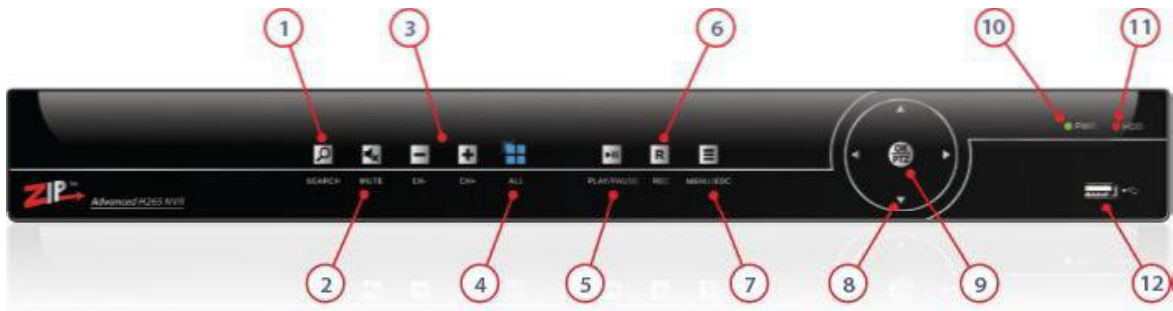 1
3
6
10
11
PWR
HDD
OK
PTZ
R
SEARCH
MUTE
CH-
CH+
ALL
PLAY/PAUSE
REC
MENU/ESC
ZIP™
Advanced H265 NVR
2
4
5
7
8
9
12